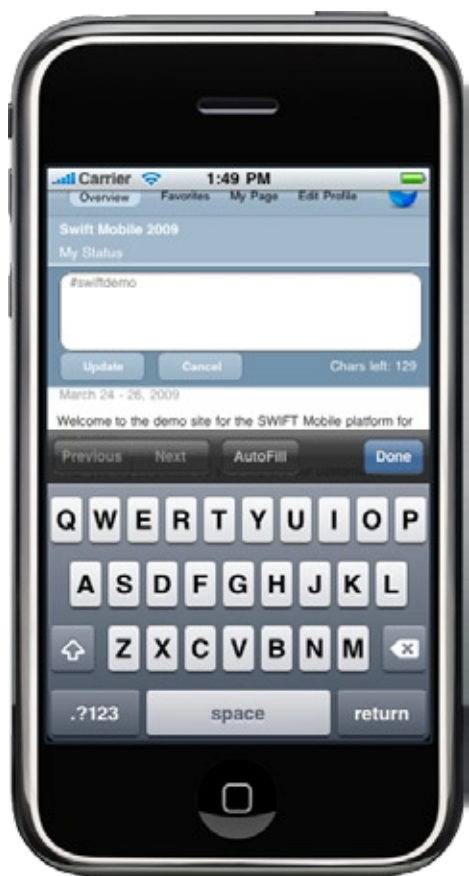 Carrier 1:49 PM
Overview Favorites My Page Edit Profile
Swift Mobile 2009
My Status
#swiftdemo
Update Cancel Chars left: 129
March 24 - 26, 2009
Welcome to the demo site for the SWIFT Mobile platform for
Previous Next AutoFill Done
Q W E R T Y U I O P
A S D F G H J K L
Z X C V B N M
.?123 space return